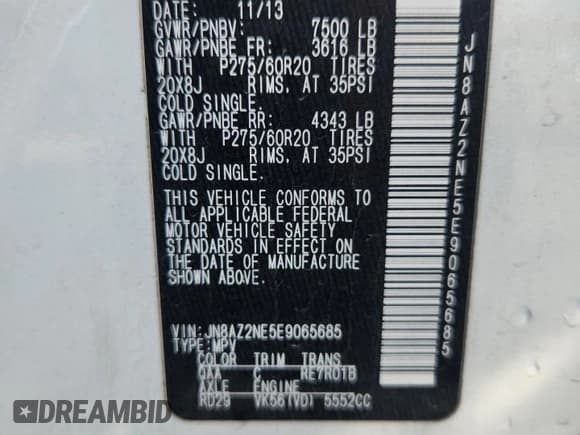 DATE: 11/13
GVWR/PNBV: 7500 LB
GAWR/PNBE FR: 3616 LB
WITH P275/60R20 TIRES
20X8J RIMS, AT 35PSI
COLD SINGLE.
GAWR/PNBE RR: 4343 LB
WITH P275/60R20 TIRES
20X8J RIMS, AT 35PSI
COLD SINGLE.
THIS VEHICLE CONFORMS TO
ALL APPLICABLE FEDERAL
MOTOR VEHICLE SAFETY
STANDARDS IN EFFECT ON
THE DATE OF MANUFACTURE
SHOWN ABOVE.
VIN:JN8AZ2NE5E9065685
TYPE:MPV
COLOR TRIM TRANS
QAA C RE7R01B
AXLE ENGINE
RD29 VK56(VD) 5552CC
JN8AZ2NE5E9065685
DREAMBID
AUTO AUCTIONS